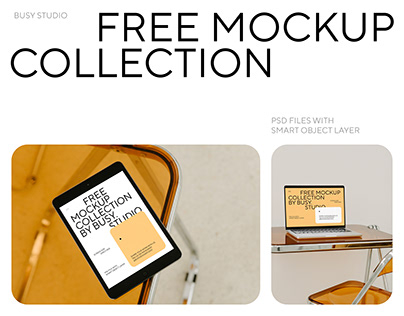 BUSY STUDIO
FREE MOCKUP
COLLECTION
PSD FILES WITH
SMART OBJECT LAYER
FREE
MOCKUP
COLLECTION
BY BUSY
STUDIO
FREE MOCKUP
COLLECTION
BY BUSY
STUDIO